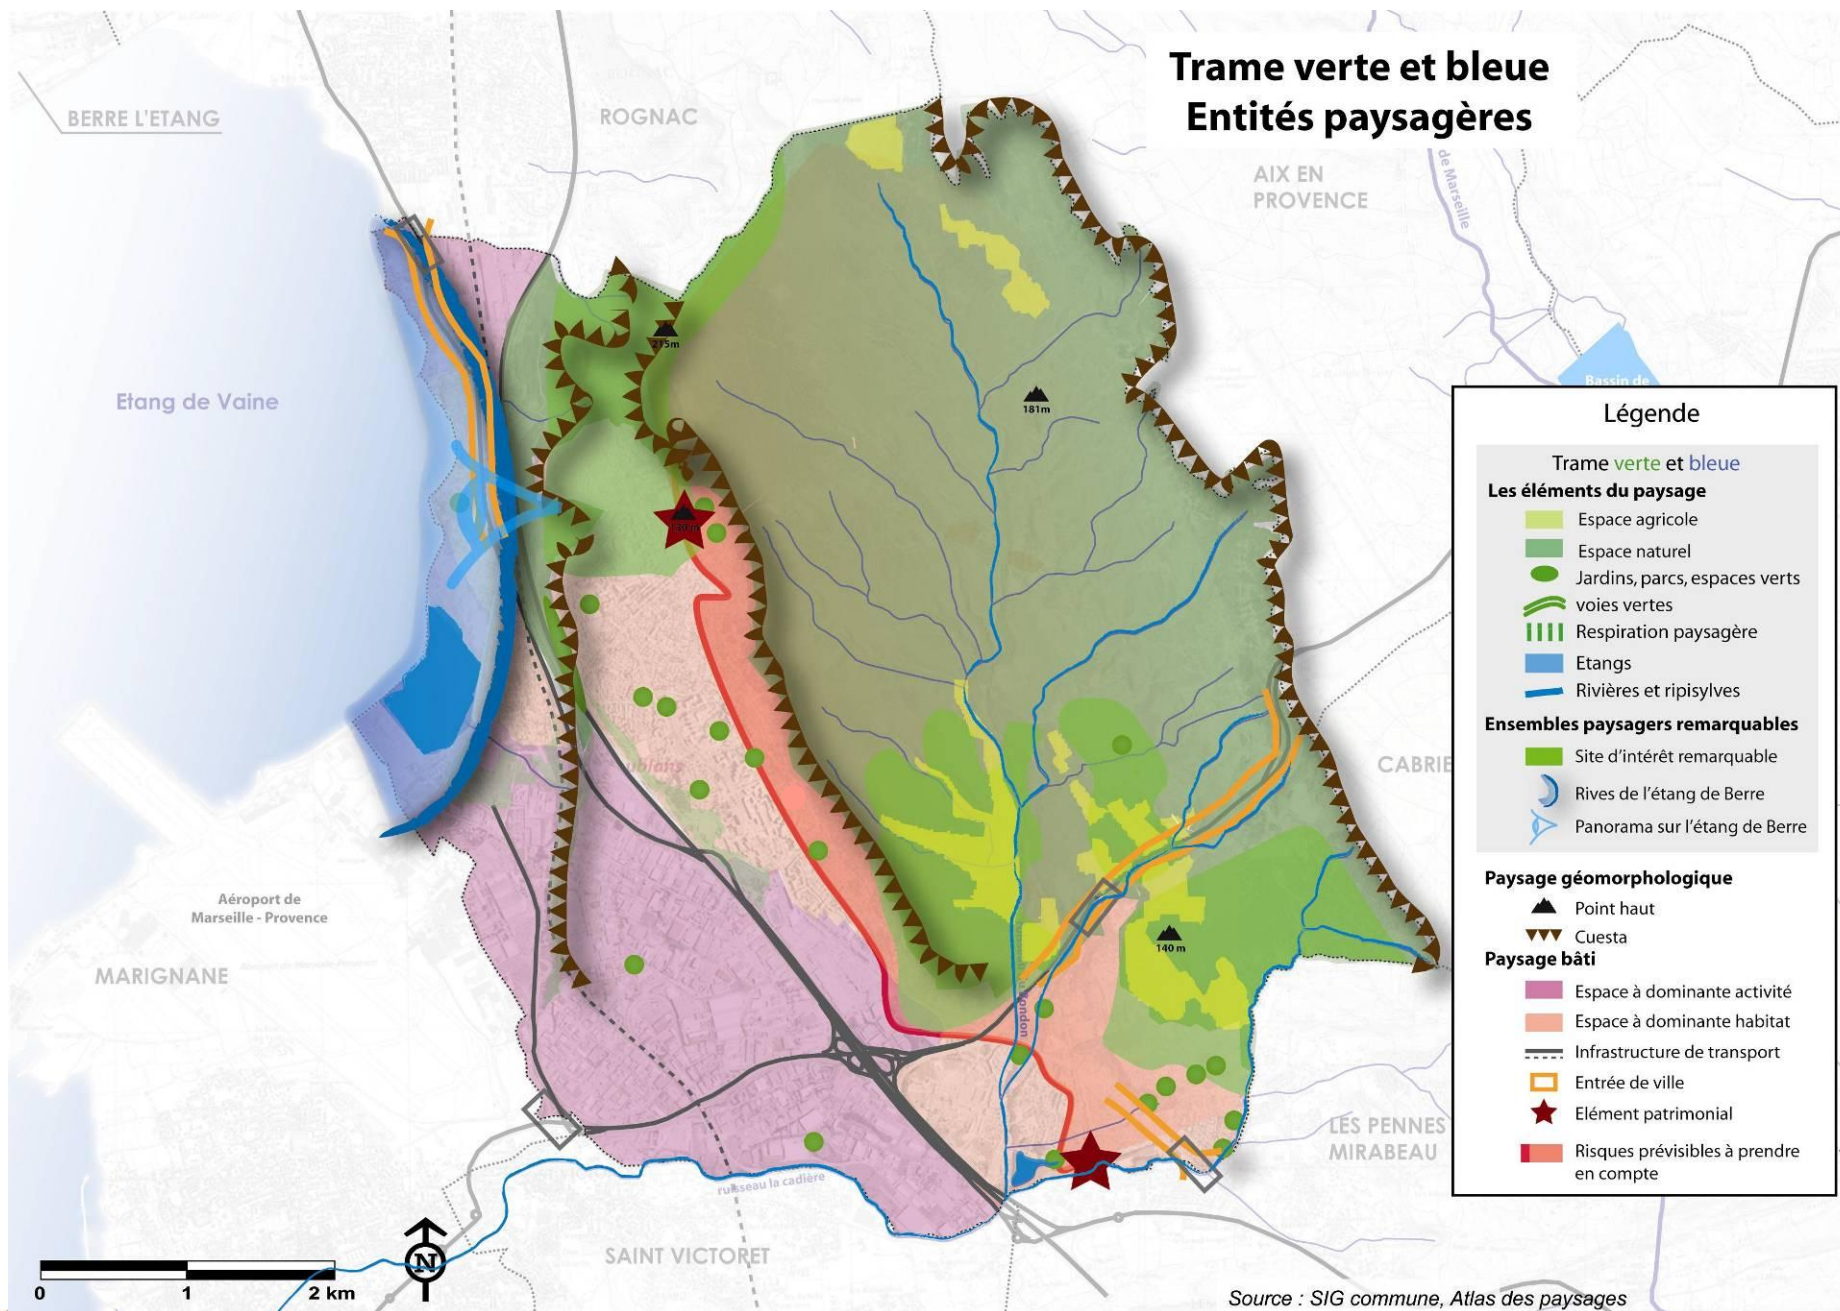 Trame verte et bleue
Entités paysagères
BERRE L'ETANG
ROGNAC
AIX EN
PROVENCE
de Marseille
Etang de Vaine
215m
181m
Bassin de
CABRIE
Aéroport de
Marseille - Provence
MARIGNANE
140 m
LES PENNES
MIRABEAU
ruisseau la cadière
SAINT VICTORET
N
0 1 2 km
Légende
Trame verte et bleue
Les éléments du paysage
Espace agricole
Espace naturel
Jardins, parcs, espaces verts
voies vertes
Respiration paysagère
Etangs
Rivières et ripisylves
Ensembles paysagers remarquables
Site d'intérêt remarquable
Rives de l'étang de Berre
Panorama sur l'étang de Berre
Paysage géomorphologique
Point haut
Cuesta
Paysage bâti
Espace à dominante activité
Espace à dominante habitat
Infrastructure de transport
Entrée de ville
Elément patrimonial
Risques prévisibles à prendre
en compte
Source : SIG commune, Atlas des paysages